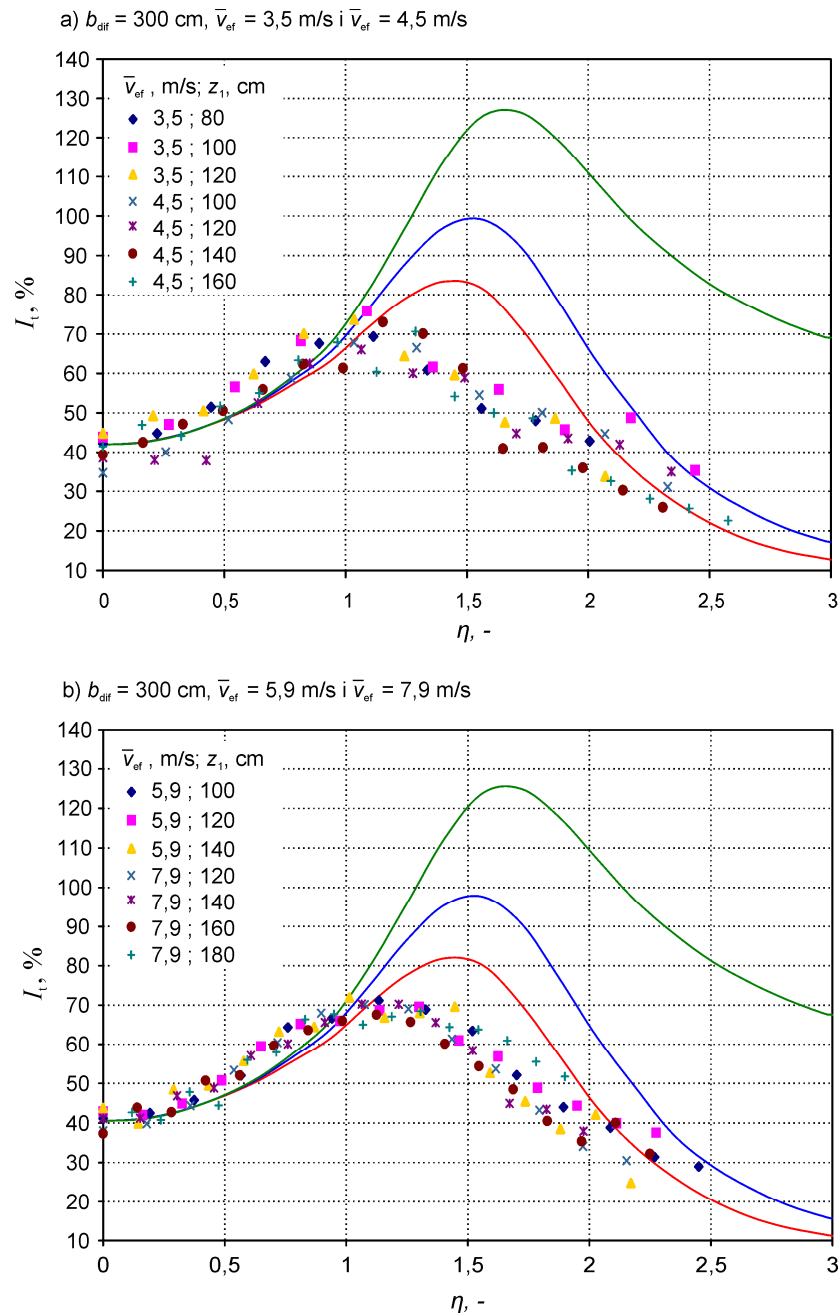 a) b_dif = 300 cm, v̅_ef = 3,5 m/s i v̅_ef = 4,5 m/s
140
130
120
110
100
90
80
70
60
50
40
30
20
10
I_t, %
v̅_ef , m/s; z_1, cm
3,5 ; 80
3,5 ; 100
3,5 ; 120
4,5 ; 100
4,5 ; 120
4,5 ; 140
4,5 ; 160
0 0,5 1 1,5 2 2,5 3
η, -
b) b_dif = 300 cm, v̅_ef = 5,9 m/s i v̅_ef = 7,9 m/s
140
130
120
110
100
90
80
70
60
50
40
30
20
10
I_t, %
v̅_ef , m/s; z_1, cm
5,9 ; 100
5,9 ; 120
5,9 ; 140
7,9 ; 120
7,9 ; 140
7,9 ; 160
7,9 ; 180
0 0,5 1 1,5 2 2,5 3
η, -